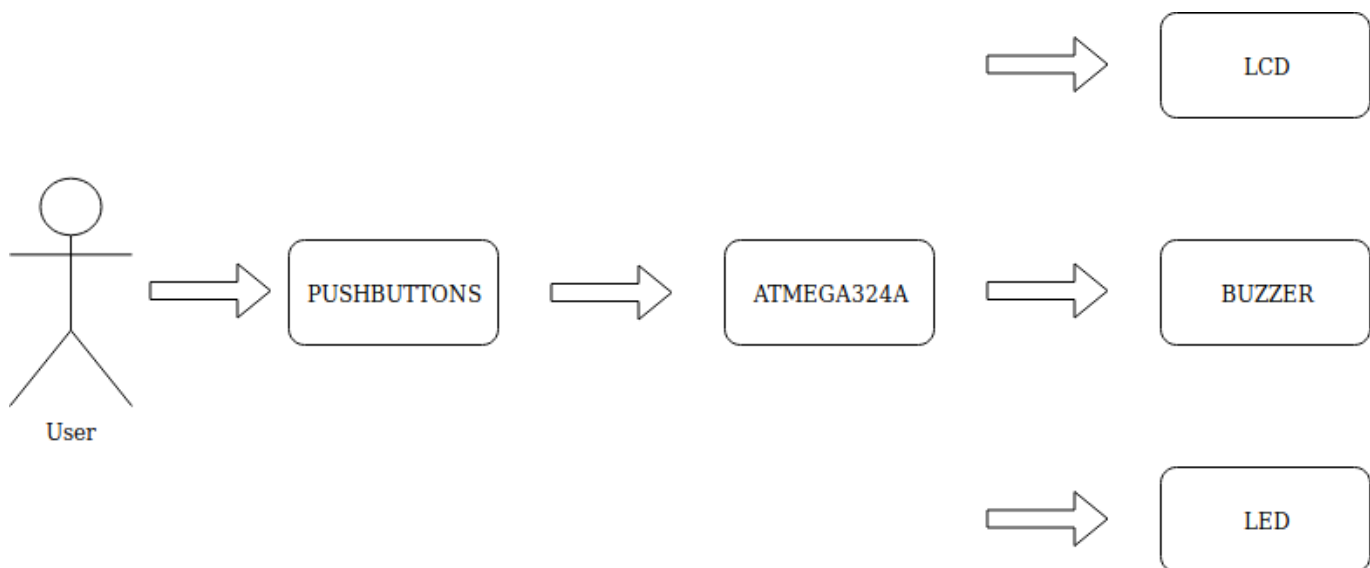 LCD
PUSHBUTTONS
ATMEGA324A
BUZZER
User
LED